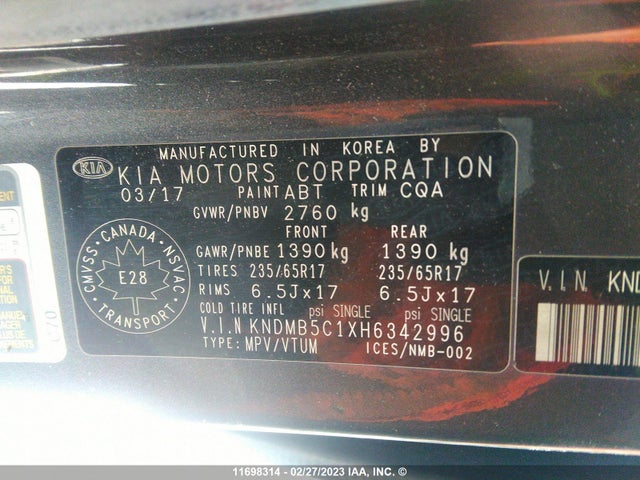 MANUFACTURED IN KOREA BY
KIA KIA MOTORS CORPORATION
03/17 PAINT ABT TRIM CQA
GVWR/PNBV 2760 kg
FRONT REAR
GAWR/PNBE 1390 kg 1390 kg
TIRES 235/65R17 235/65R17
RIMS 6.5Jx17 6.5Jx17
COLD TIRE INFL psi SINGLE psi SINGLE
V.I.N KNDMB5C1XH6342996
TYPE: MPV/VTUM ICES/NMB-002
CANADA
CMVSS NSVAC
E28
TRANSPORT
V.I.N. KND
11698314 - 02/27/2023 IAA, INC. ©